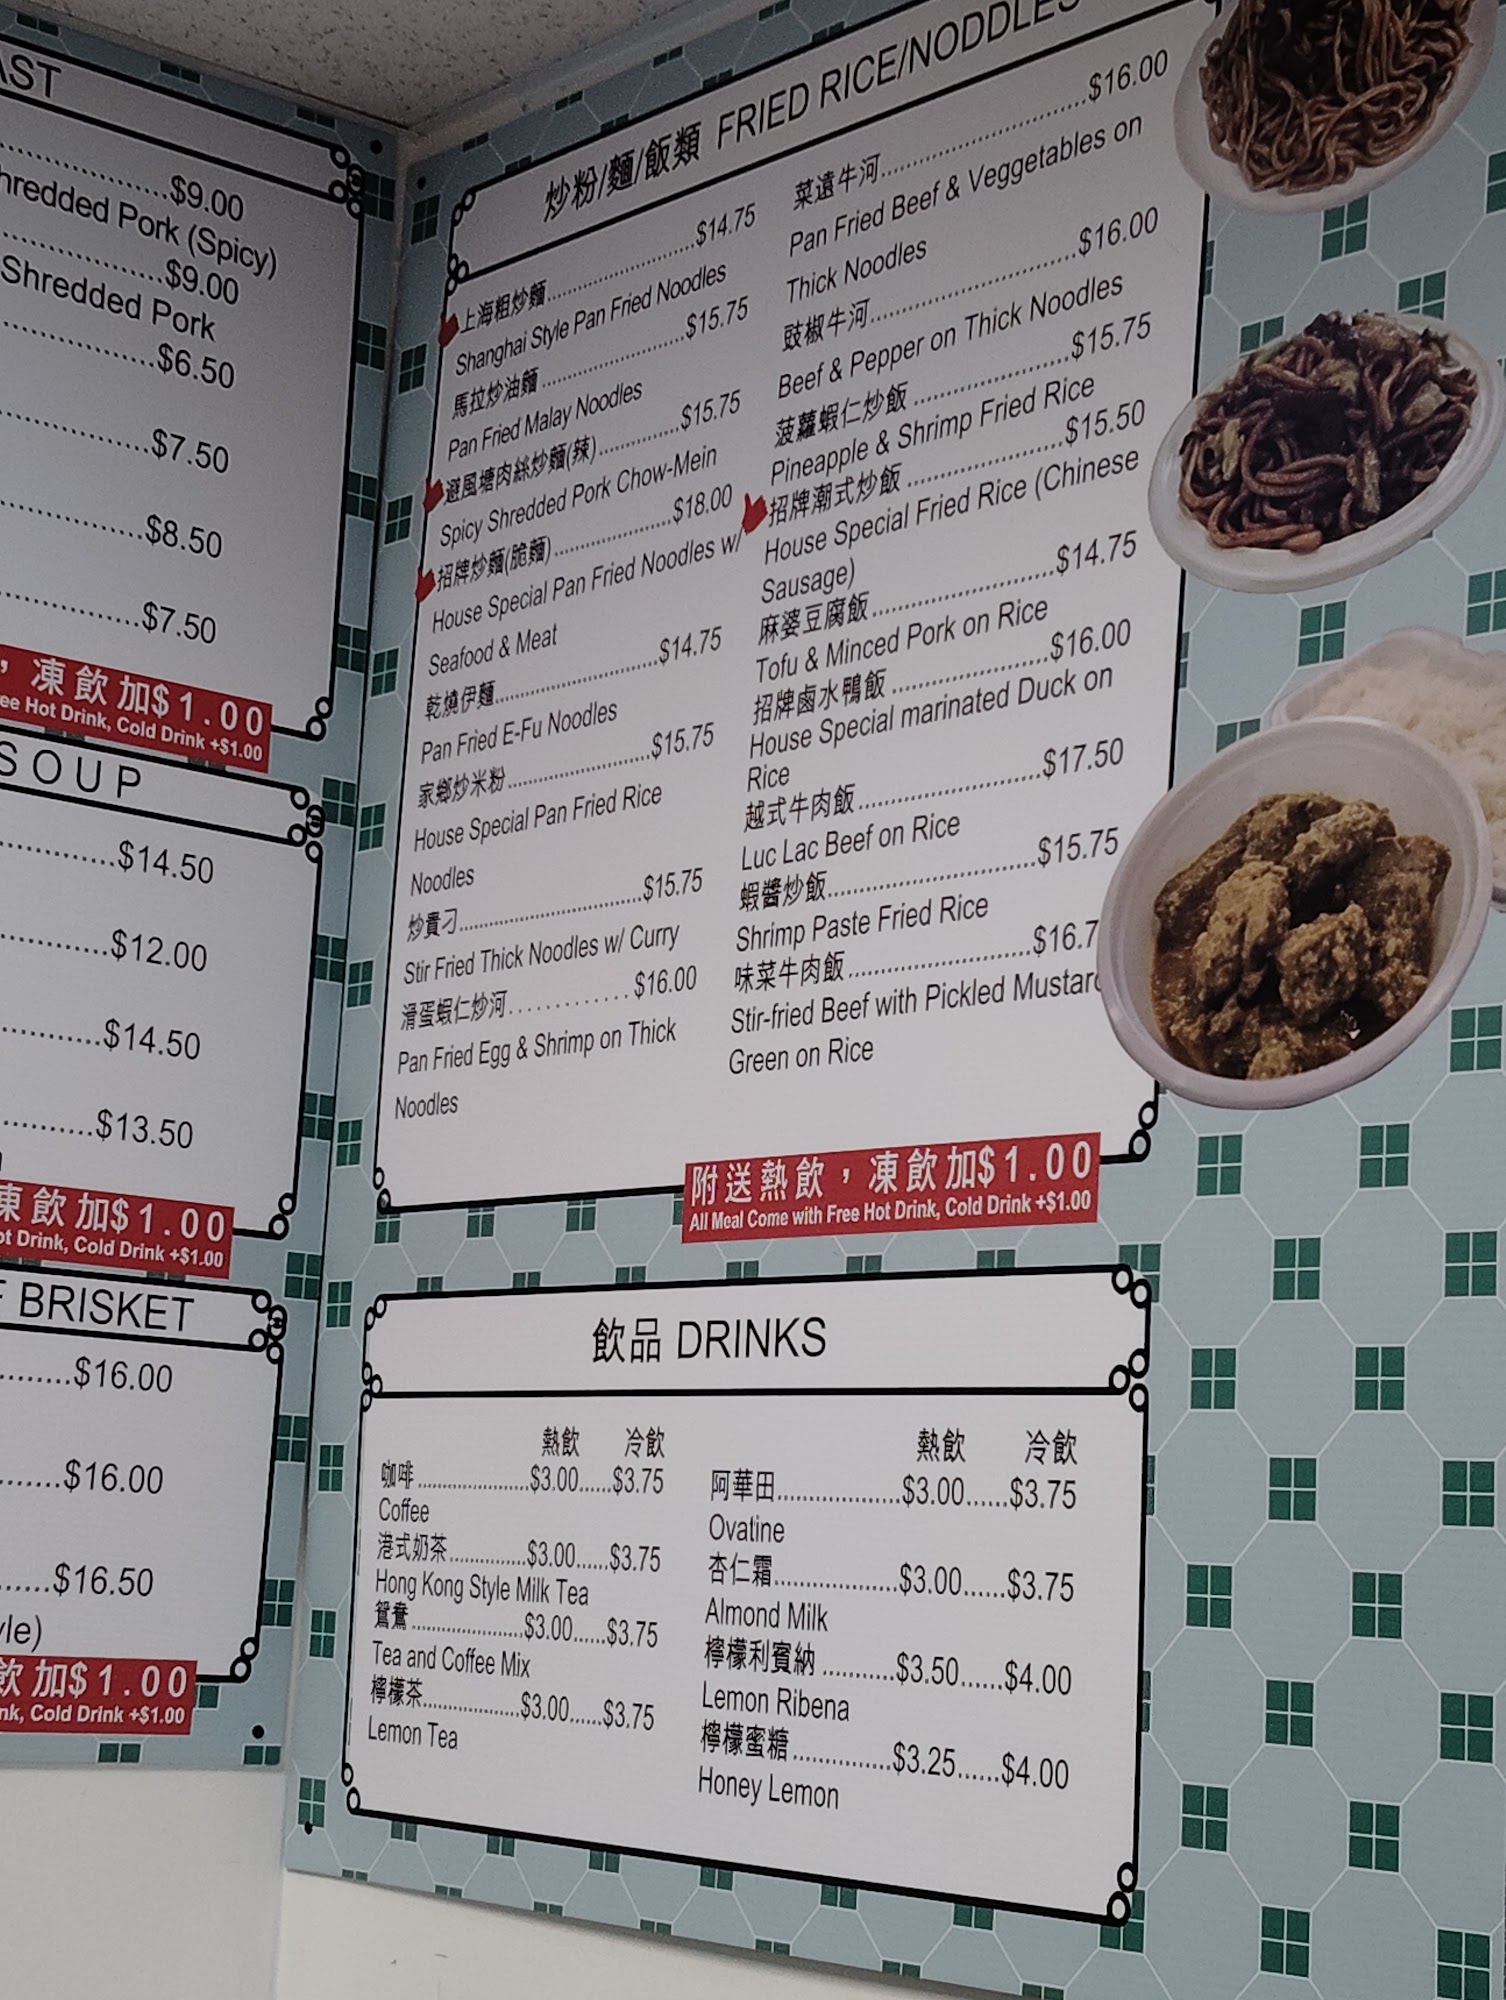 AST
$9.00
hredded Pork (Spicy)
$9.00
Shredded Pork
$6.50
$7.50
$8.50
$7.50
，凍飲加$1.00
ee Hot Drink, Cold Drink +$1.00
SOUP
$14.50
$12.00
$14.50
$13.50
凍飲加$1.00
ot Drink, Cold Drink +$1.00
BRISKET
$16.00
$16.00
$16.50
yle)
飲加$1.00
nk, Cold Drink +$1.00
炒粉/麵/飯類 FRIED RICE/NODDLES
上海粗炒麵 $14.75
Shanghai Style Pan Fried Noodles
馬拉炒油麵 $15.75
Pan Fried Malay Noodles
避風塘肉絲炒麵(辣) $15.75
Spicy Shredded Pork Chow-Mein
招牌炒麵(脆麵) $18.00
House Special Pan Fried Noodles w/
Seafood & Meat
乾燒伊麵 $14.75
Pan Fried E-Fu Noodles
家鄉炒米粉 $15.75
House Special Pan Fried Rice
Noodles
炒貴刁 $15.75
Stir Fried Thick Noodles w/ Curry
滑蛋蝦仁炒河 $16.00
Pan Fried Egg & Shrimp on Thick
Noodles
菜遠牛河 $16.00
Pan Fried Beef & Veggetables on
Thick Noodles
豉椒牛河 $16.00
Beef & Pepper on Thick Noodles
菠蘿蝦仁炒飯 $15.75
Pineapple & Shrimp Fried Rice
招牌潮式炒飯 $15.50
House Special Fried Rice (Chinese
Sausage)
麻婆豆腐飯 $14.75
Tofu & Minced Pork on Rice
招牌鹵水鴨飯 $16.00
House Special marinated Duck on
Rice
越式牛肉飯 $17.50
Luc Lac Beef on Rice
蝦醬炒飯 $15.75
Shrimp Paste Fried Rice
味菜牛肉飯 $16.7
Stir-fried Beef with Pickled Mustard
Green on Rice
附送熱飲，凍飲加$1.00
All Meal Come with Free Hot Drink, Cold Drink +$1.00
飲品 DRINKS
熱飲 冷飲
咖啡 $3.00 $3.75
Coffee
港式奶茶 $3.00 $3.75
Hong Kong Style Milk Tea
鴛鴦 $3.00 $3.75
Tea and Coffee Mix
檸檬茶 $3.00 $3.75
Lemon Tea
熱飲 冷飲
阿華田 $3.00 $3.75
Ovatine
杏仁霜 $3.00 $3.75
Almond Milk
檸檬利賓納 $3.50 $4.00
Lemon Ribena
檸檬蜜糖 $3.25 $4.00
Honey Lemon